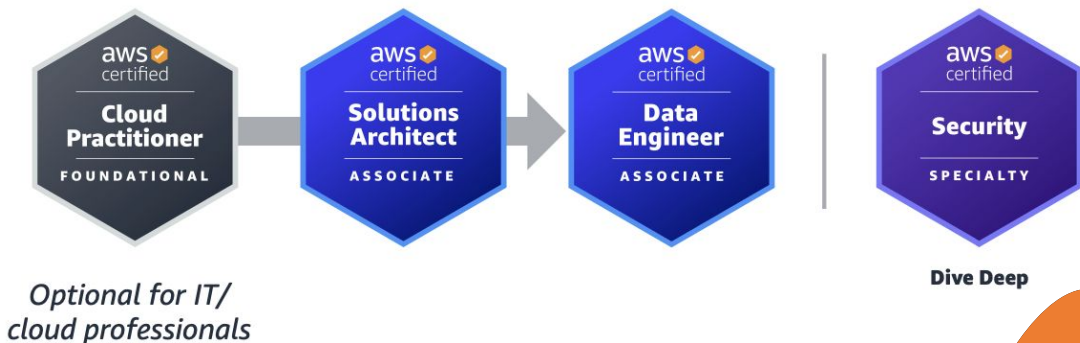 aws
certified
Cloud
Practitioner
FOUNDATIONAL
aws
certified
Solutions
Architect
ASSOCIATE
aws
certified
Data
Engineer
ASSOCIATE
aws
certified
Security
SPECIALTY
Optional for IT/
cloud professionals
Dive Deep